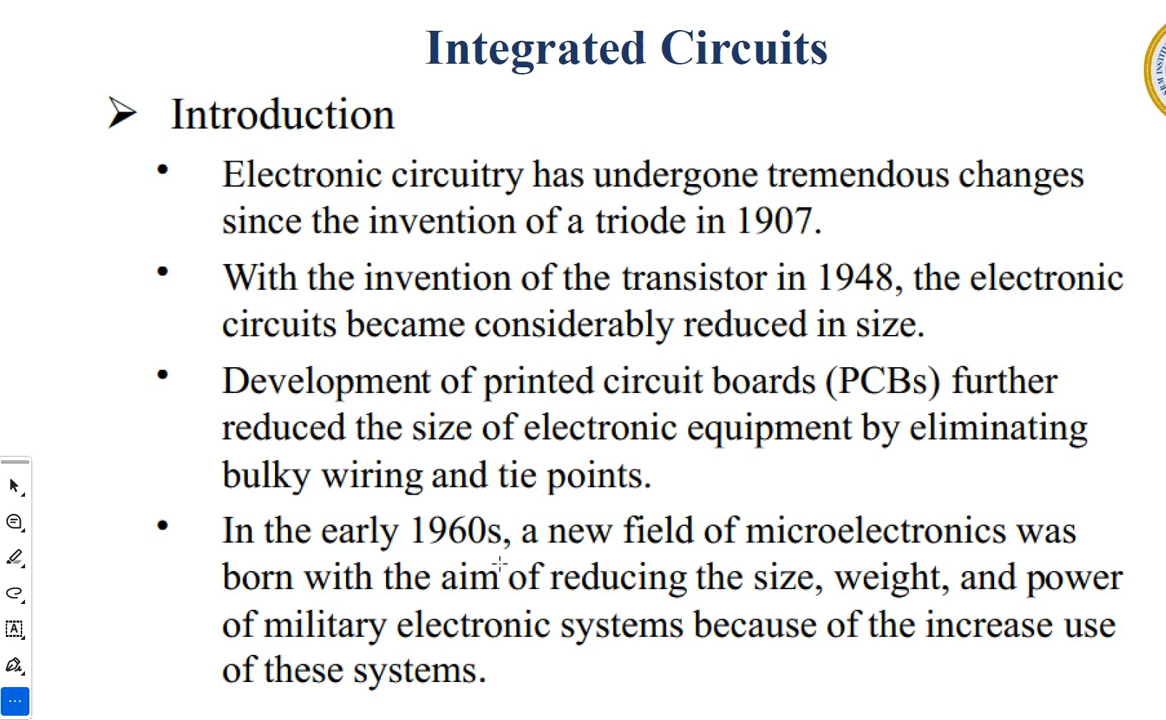 Integrated Circuits
➢ Introduction
• Electronic circuitry has undergone tremendous changes
since the invention of a triode in 1907.
• With the invention of the transistor in 1948, the electronic
circuits became considerably reduced in size.
• Development of printed circuit boards (PCBs) further
reduced the size of electronic equipment by eliminating
bulky wiring and tie points.
• In the early 1960s, a new field of microelectronics was
born with the aim of reducing the size, weight, and power
of military electronic systems because of the increase use
of these systems.